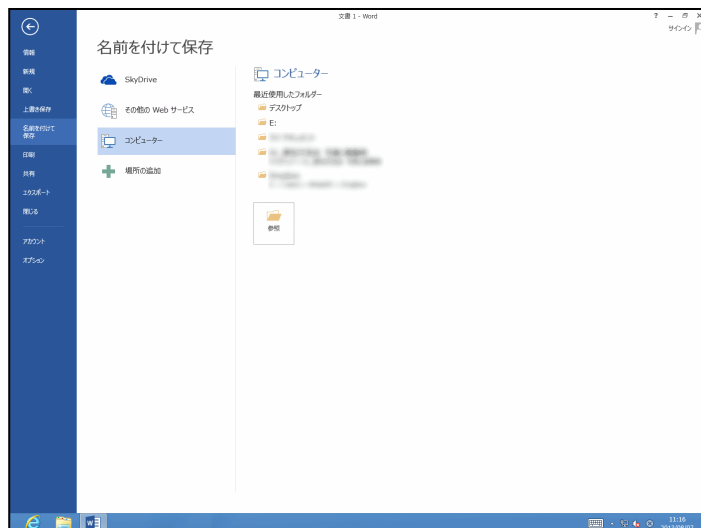 文書 1 - Word
サインイン
情報
新規
開く
上書き保存
名前を付けて
保存
印刷
共有
エクスポート
閉じる
アカウント
オプション
名前を付けて保存
SkyDrive
その他の Web サービス
コンピューター
場所の追加
コンピューター
最近使用したフォルダー
デスクトップ
E:
参照
11:16